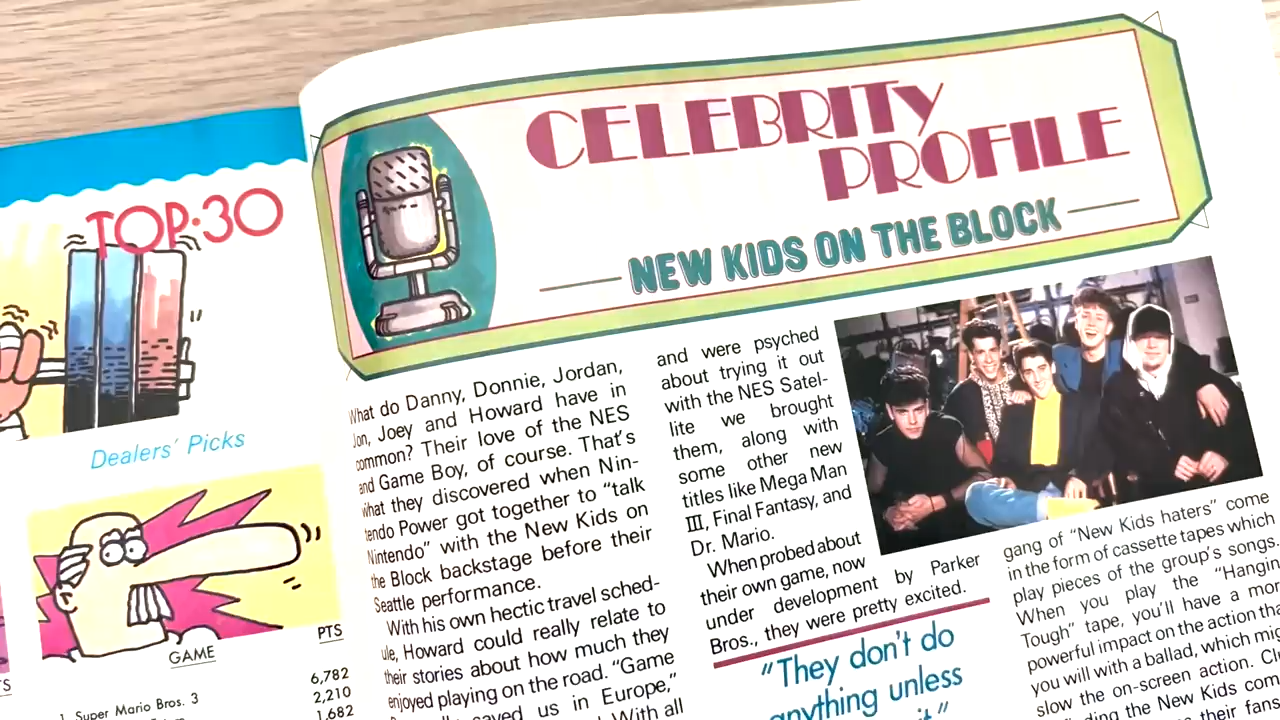 TOP·30
Dealers' Picks
GAME
PTS
6,782
1. Super Mario Bros. 3
2,210
1,682
CELEBRITY
PROFILE
NEW KIDS ON THE BLOCK
What do Danny, Donnie, Jordan,
Jon, Joey and Howard have in
common? Their love of the NES
and Game Boy, of course. That's
what they discovered when Nin-
tendo Power got together to "talk
Nintendo" with the New Kids on
the Block backstage before their
Seattle performance.
With his own hectic travel sched-
ule, Howard could really relate to
their stories about how much they
enjoyed playing on the road. "Game
saved us in Europe,"
With all
and were psyched
about trying it out
with the NES Satel-
lite we brought
them, along with
some other new
titles like Mega Man
III, Final Fantasy, and
Dr. Mario.
When probed about
their own game, now
under development by Parker
Bros., they were pretty excited.
"They don't do
anything unless
gang of "New Kids haters" come
in the form of cassette tapes which
play pieces of the group's songs.
When you play the "Hangin
Tough" tape, you'll have a mor
powerful impact on the action tha
you will with a ballad, which mig
slow the on-screen action. Clu
ding the New Kids com
their fans